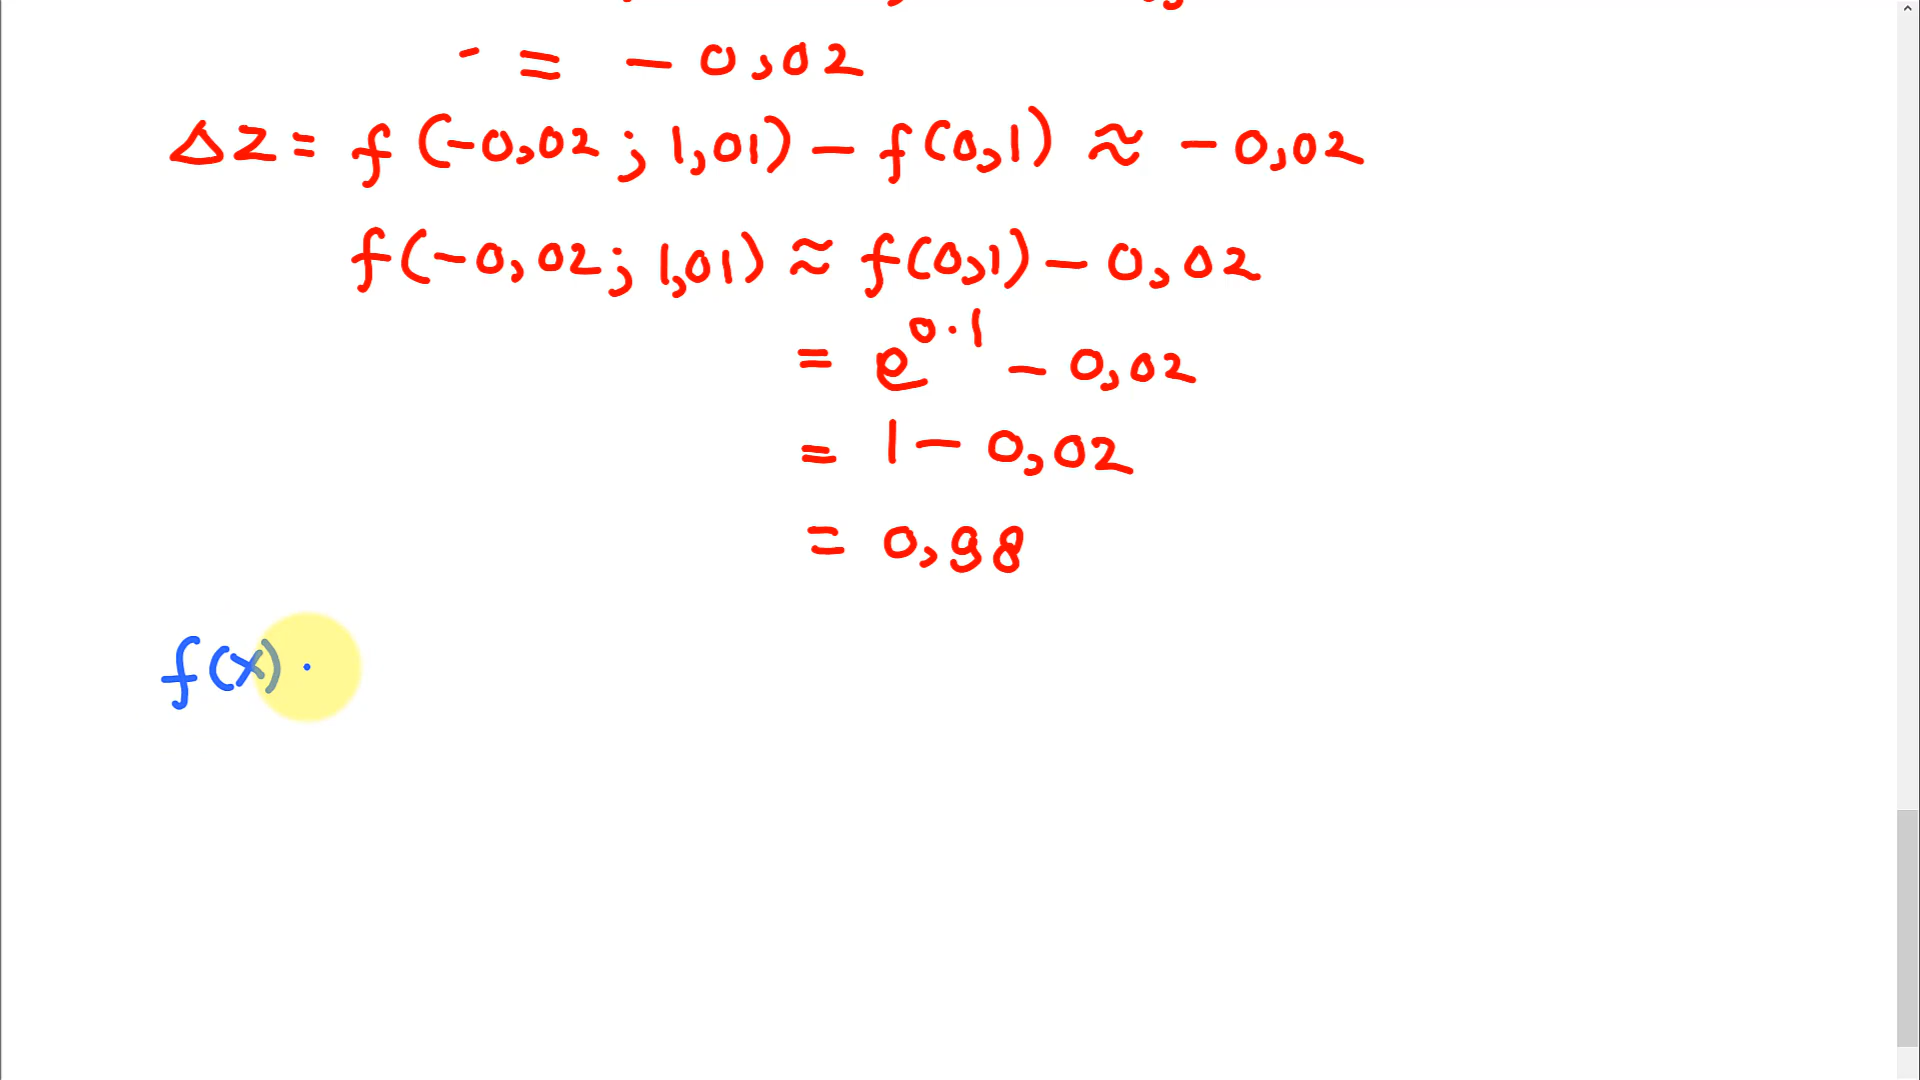 = - 0,02
Δz = f(-0,02; 1,01) - f(0,1) ≈ - 0,02
f(-0,02; 1,01) ≈ f(0,1) - 0,02
= e^0.1 - 0,02
= 1 - 0,02
= 0,98
f(x)